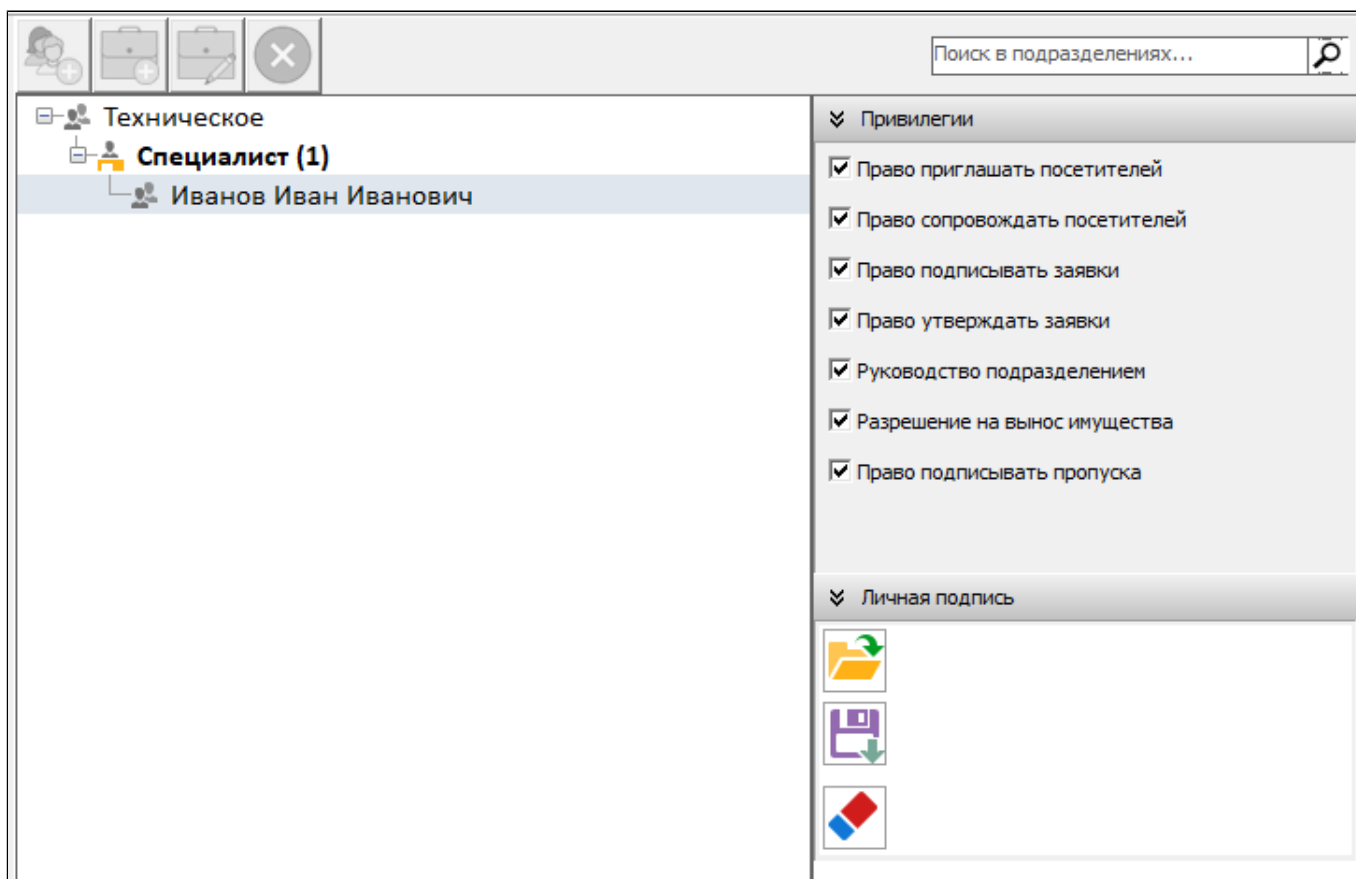 Поиск в подразделениях...
Техническое
Специалист (1)
Иванов Иван Иванович
Привилегии
Право приглашать посетителей
Право сопровождать посетителей
Право подписывать заявки
Право утверждать заявки
Руководство подразделением
Разрешение на вынос имущества
Право подписывать пропуска
Личная подпись